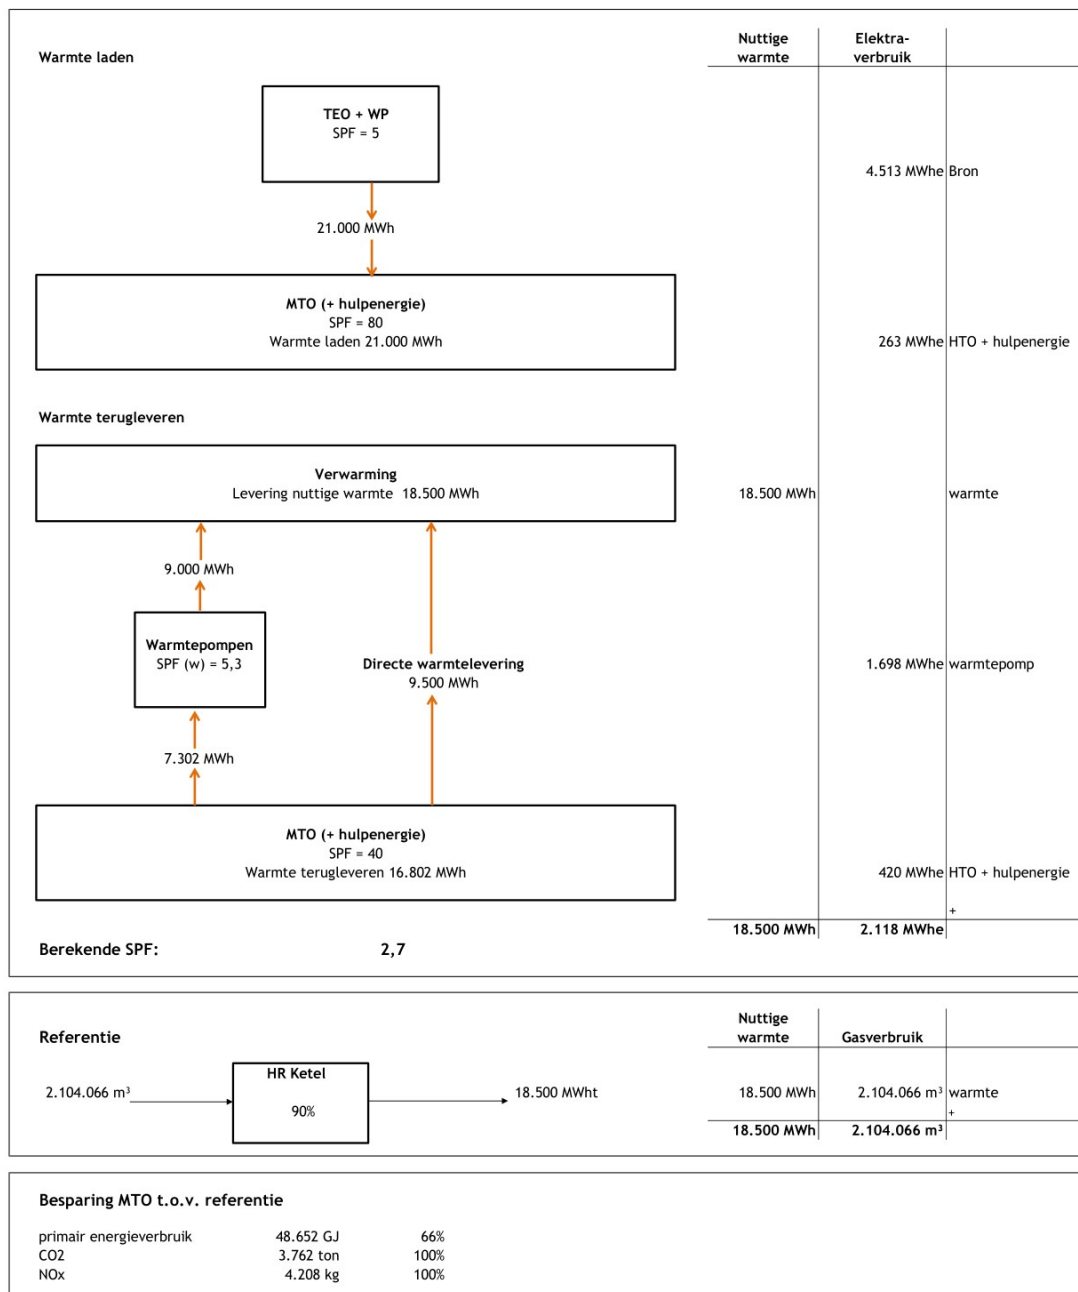 Warmte laden
Nuttige warmte
Elektra-verbruik
TEO + WP
SPF = 5
4.513 MWhe Bron
21.000 MWh
MTO (+ hulpenergie)
SPF = 80
Warmte laden 21.000 MWh
263 MWhe HTO + hulpenergie
Warmte terugleveren
Verwarming
Levering nuttige warmte 18.500 MWh
18.500 MWh warmte
9.000 MWh
Warmtepompen
SPF (w) = 5,3
Directe warmtelevering
9.500 MWh
1.698 MWhe warmtepomp
7.302 MWh
MTO (+ hulpenergie)
SPF = 40
Warmte terugleveren 16.802 MWh
420 MWhe HTO + hulpenergie
+
18.500 MWh 2.118 MWhe
Berekende SPF: 2,7
Referentie
Nuttige warmte
Gasverbruik
HR Ketel
90%
2.104.066 m³
18.500 MWht
18.500 MWh 2.104.066 m³ warmte
+
18.500 MWh 2.104.066 m³
Besparing MTO t.o.v. referentie
primair energieverbruik 48.652 GJ 66%
CO2 3.762 ton 100%
NOx 4.208 kg 100%